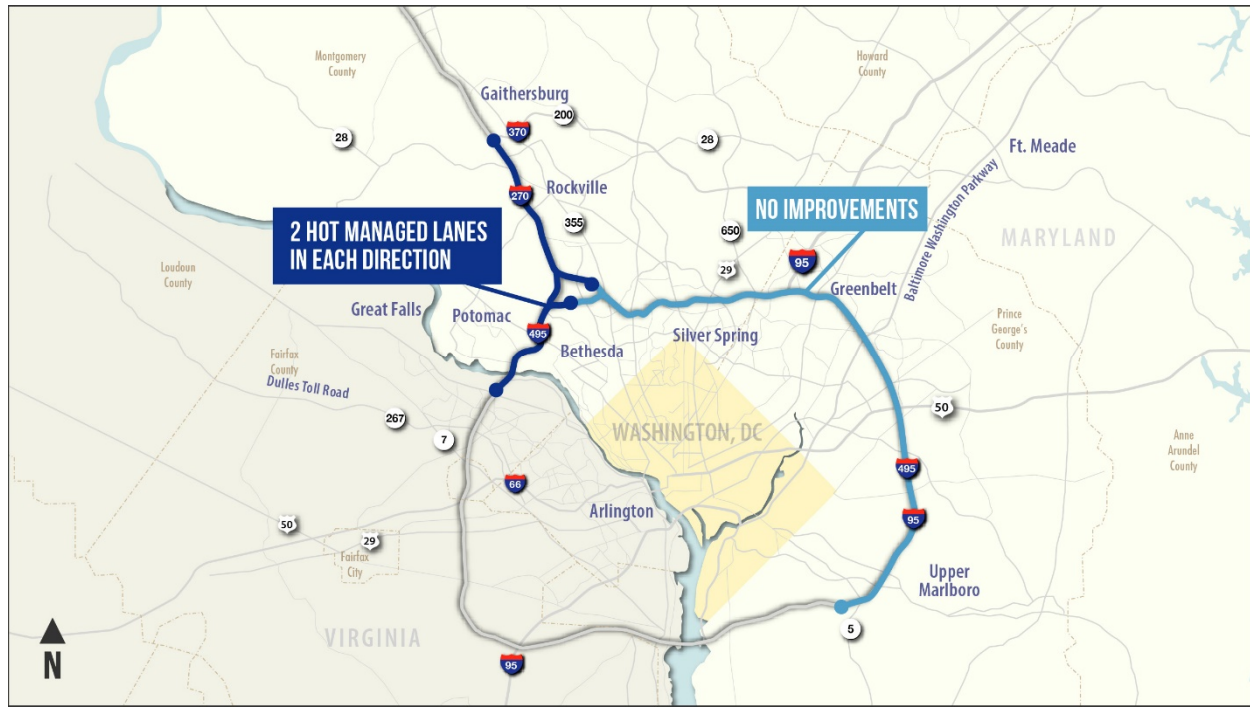 Montgomery
County
Howard
County
Gaithersburg
370
200
28
28
Ft. Meade
270
Rockville
355
650
NO IMPROVEMENTS
2 HOT MANAGED LANES
IN EACH DIRECTION
Baltimore Washington Parkway
MARYLAND
95
29
Loudoun
County
Great Falls
Potomac
Greenbelt
495
Silver Spring
Prince
George's
County
Bethesda
Fairfax
County
Dulles Toll Road
267
7
50
WASHINGTON, DC
Anne
Arundel
County
66
495
Arlington
95
50
29
Fairfax
City
Upper
Marlboro
5
VIRGINIA
N
95